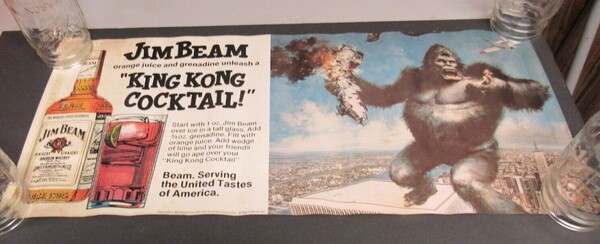 JIM BEAM
orange juice and grenadine unleash a
"KING KONG
COCKTAIL!"
Start with 1 oz. Jim Beam
over ice in a tall glass. Add
¾ oz. grenadine. Fill with
orange juice. Add wedge
of lime and your friends
will go ape over your
"King Kong Cocktail"
Beam. Serving
the United Tastes
of America.
JIM BEAM